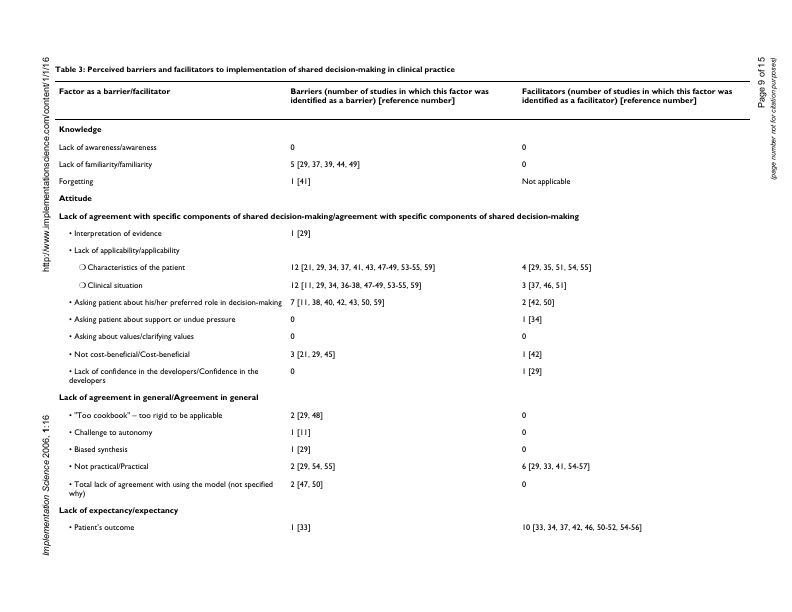 Implementation Science 2006, 1:16
http://www.implementationscience.com/content/1/1/16
Table 3: Perceived barriers and facilitators to implementation of shared decision-making in clinical practice
Factor as a barrier/facilitator
Barriers (number of studies in which this factor was
identified as a barrier) [reference number]
Facilitators (number of studies in which this factor was
identified as a facilitator) [reference number]
Knowledge
Lack of awareness/awareness 0 0
Lack of familiarity/familiarity 5 [29, 37, 39, 44, 49] 0
Forgetting 1 [41] Not applicable
Attitude
Lack of agreement with specific components of shared decision-making/agreement with specific components of shared decision-making
• Interpretation of evidence 1 [29]
• Lack of applicability/applicability
❍ Characteristics of the patient 12 [21, 29, 34, 37, 41, 43, 47-49, 53-55, 59] 4 [29, 35, 51, 54, 55]
❍ Clinical situation 12 [11, 29, 34, 36-38, 47-49, 53-55, 59] 3 [37, 46, 51]
• Asking patient about his/her preferred role in decision-making 7 [11, 38, 40, 42, 43, 50, 59] 2 [42, 50]
• Asking patient about support or undue pressure 0 1 [34]
• Asking about values/clarifying values 0 0
• Not cost-beneficial/Cost-beneficial 3 [21, 29, 45] 1 [42]
• Lack of confidence in the developers/Confidence in the 0 1 [29]
developers
Lack of agreement in general/Agreement in general
• "Too cookbook" – too rigid to be applicable 2 [29, 48] 0
• Challenge to autonomy 1 [11] 0
• Biased synthesis 1 [29] 0
• Not practical/Practical 2 [29, 54, 55] 6 [29, 33, 41, 54-57]
• Total lack of agreement with using the model (not specified 2 [47, 50] 0
why)
Lack of expectancy/expectancy
• Patient's outcome 1 [33] 10 [33, 34, 37, 42, 46, 50-52, 54-56]
Page 9 of 15
(page number not for citation purposes)